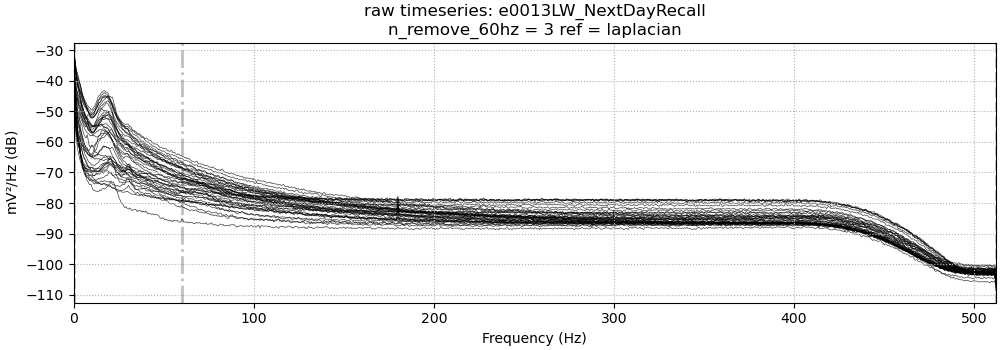 raw timeseries: e0013LW_NextDayRecall
n_remove_60hz = 3 ref = laplacian
mV²/Hz (dB)
−30
−40
−50
−60
−70
−80
−90
−100
−110
0 100 200 300 400 500
Frequency (Hz)